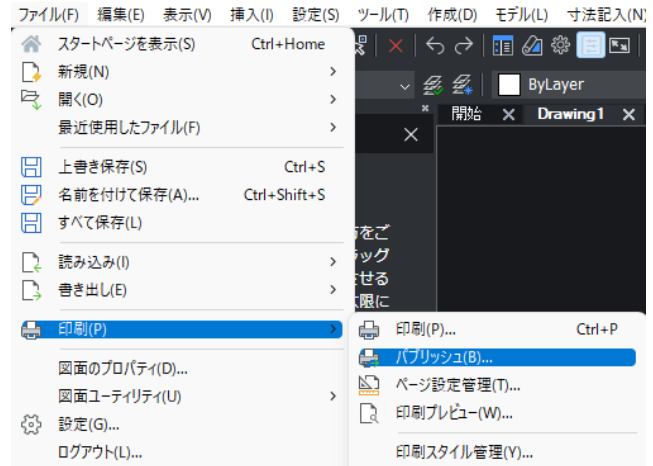 ファイル(F) 編集(E) 表示(V) 挿入(I) 設定(S) ツール(T) 作成(D) モデル(L) 寸法記入(N)
スタートページを表示(S) Ctrl+Home
新規(N)
開く(O)
ByLayer
最近使用したファイル(F)
開始 Drawing1
上書き保存(S) Ctrl+S
名前を付けて保存(A)... Ctrl+Shift+S
すべて保存(L)
をご
ッグ
読み込み(I)
せる
書き出し(E)
限に
印刷(P)
印刷(P)... Ctrl+P
パブリッシュ(B)...
図面のプロパティ(D)...
ページ設定管理(T)...
図面ユーティリティ(U)
印刷プレビュー(W)...
設定(G)...
ログアウト(L)...
印刷スタイル管理(Y)...